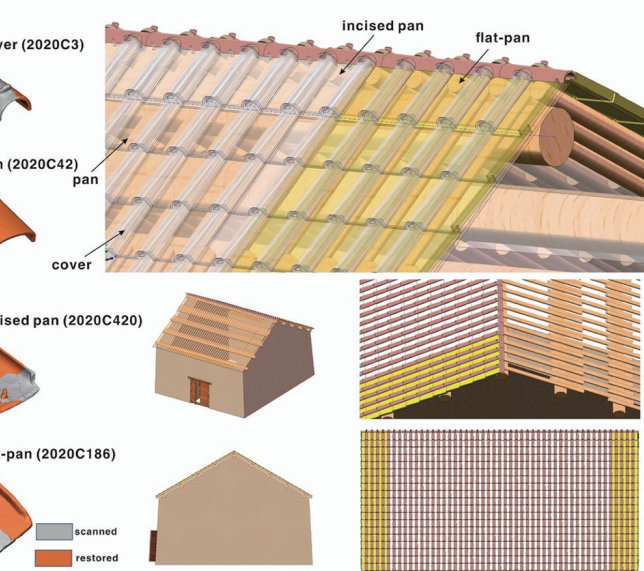 ver (2020C3)
incised pan
flat-pan
n (2020C42)
pan
cover
ised pan (2020C420)
t-pan (2020C186)
scanned
restored